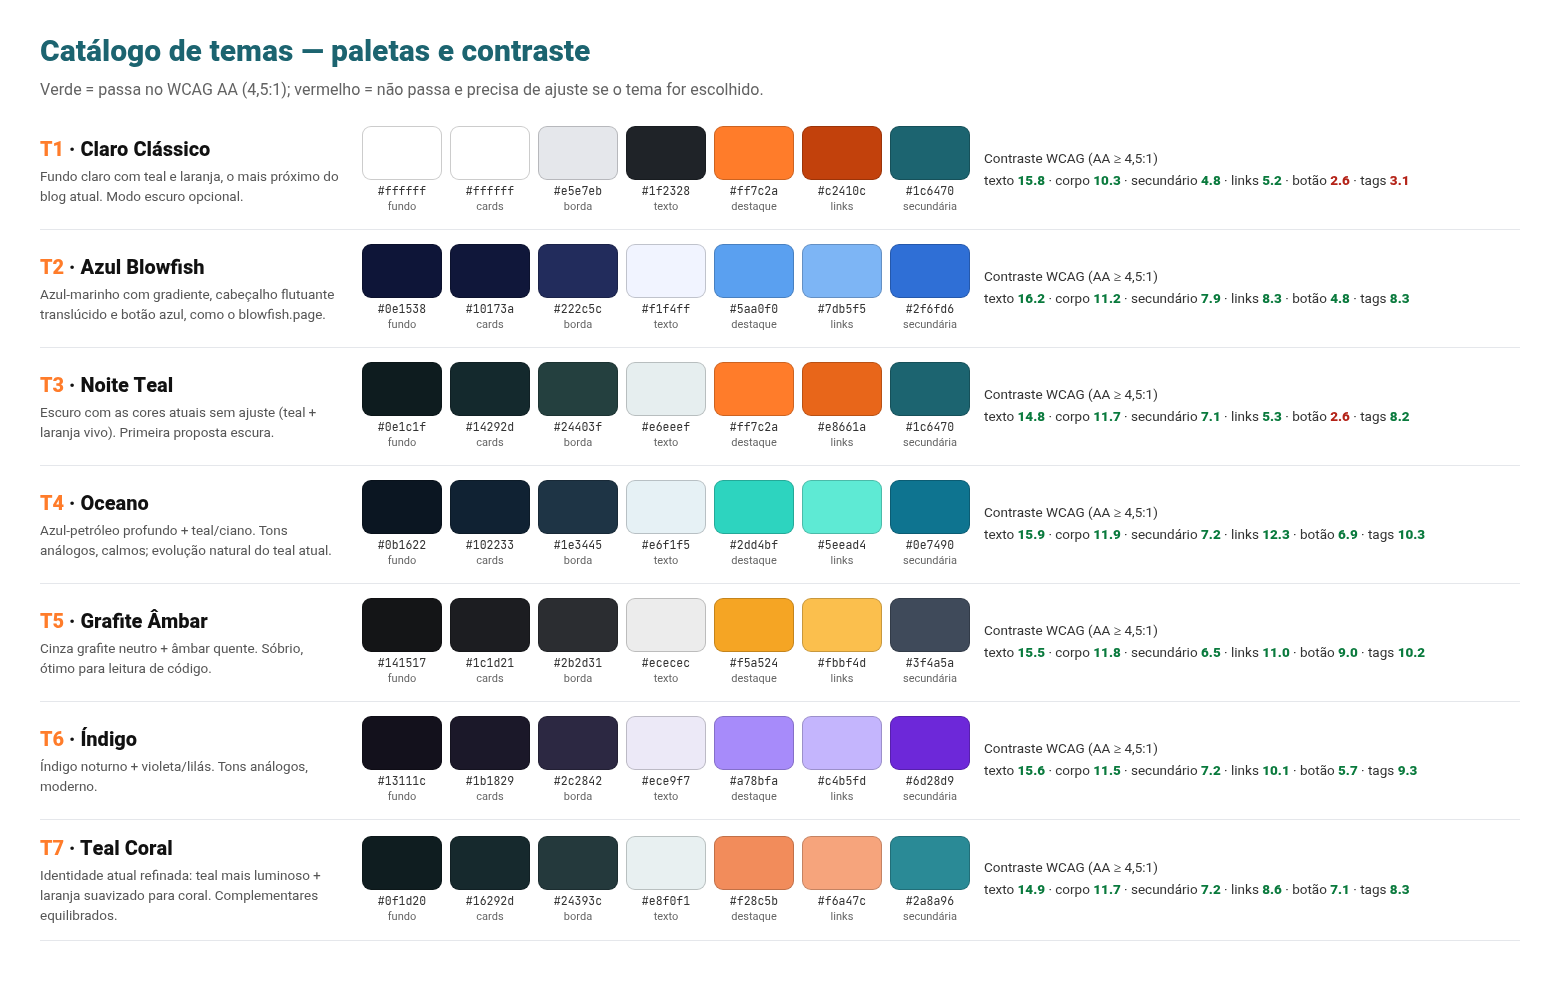 Catálogo de temas — paletas e contraste
Verde = passa no WCAG AA (4,5:1); vermelho = não passa e precisa de ajuste se o tema for escolhido.
T1 · Claro Clássico
Fundo claro com teal e laranja, o mais próximo do
blog atual. Modo escuro opcional.
#ffffff #ffffff #e5e7eb #1f2328 #ff7c2a #c2410c #1c6470
fundo cards borda texto destaque links secundária
Contraste WCAG (AA ≥ 4,5:1)
texto 15.8 · corpo 10.3 · secundário 4.8 · links 5.2 · botão 2.6 · tags 3.1
T2 · Azul Blowfish
Azul-marinho com gradiente, cabeçalho flutuante
translúcido e botão azul, como o blowfish.page.
#0e1538 #10173a #222c5c #f1f4ff #5aa0f0 #7db5f5 #2f6fd6
fundo cards borda texto destaque links secundária
Contraste WCAG (AA ≥ 4,5:1)
texto 16.2 · corpo 11.2 · secundário 7.9 · links 8.3 · botão 4.8 · tags 8.3
T3 · Noite Teal
Escuro com as cores atuais sem ajuste (teal +
laranja vivo). Primeira proposta escura.
#0e1c1f #14292d #24403f #e6eeef #ff7c2a #e8661a #1c6470
fundo cards borda texto destaque links secundária
Contraste WCAG (AA ≥ 4,5:1)
texto 14.8 · corpo 11.7 · secundário 7.1 · links 5.3 · botão 2.6 · tags 8.2
T4 · Oceano
Azul-petróleo profundo + teal/ciano. Tons
análogos, calmos; evolução natural do teal atual.
#0b1622 #102233 #1e3445 #e6f1f5 #2dd4bf #5eead4 #0e7490
fundo cards borda texto destaque links secundária
Contraste WCAG (AA ≥ 4,5:1)
texto 15.9 · corpo 11.9 · secundário 7.2 · links 12.3 · botão 6.9 · tags 10.3
T5 · Grafite Âmbar
Cinza grafite neutro + âmbar quente. Sóbrio,
ótimo para leitura de código.
#141517 #1c1d21 #2b2d31 #ececec #f5a524 #fbbf4d #3f4a5a
fundo cards borda texto destaque links secundária
Contraste WCAG (AA ≥ 4,5:1)
texto 15.5 · corpo 11.8 · secundário 6.5 · links 11.0 · botão 9.0 · tags 10.2
T6 · Índigo
Índigo noturno + violeta/lilás. Tons análogos,
moderno.
#13111c #1b1829 #2c2842 #ece9f7 #a78bfa #c4b5fd #6d28d9
fundo cards borda texto destaque links secundária
Contraste WCAG (AA ≥ 4,5:1)
texto 15.6 · corpo 11.5 · secundário 7.2 · links 10.1 · botão 5.7 · tags 9.3
T7 · Teal Coral
Identidade atual refinada: teal mais luminoso +
laranja suavizado para coral. Complementares
equilibrados.
#0f1d20 #16292d #24393c #e8f0f1 #f28c5b #f6a47c #2a8a96
fundo cards borda texto destaque links secundária
Contraste WCAG (AA ≥ 4,5:1)
texto 14.9 · corpo 11.7 · secundário 7.2 · links 8.6 · botão 7.1 · tags 8.3